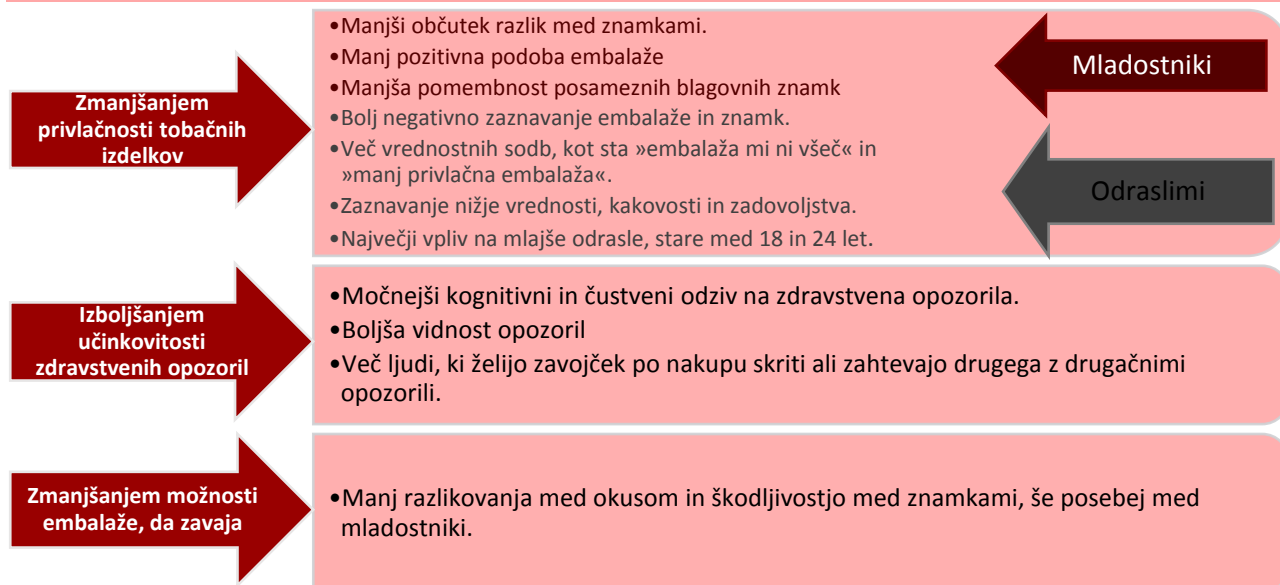 Zmanjšanjem
privlačnosti tobačnih
izdelkov
•Manjši občutek razlik med znamkami.
•Manj pozitivna podoba embalaže
•Manjša pomembnost posameznih blagovnih znamk
•Bolj negativno zaznavanje embalaže in znamk.
•Več vrednostnih sodb, kot sta »embalaža mi ni všeč« in
»manj privlačna embalaža«.
•Zaznavanje nižje vrednosti, kakovosti in zadovoljstva.
•Največji vpliv na mlajše odrasle, stare med 18 in 24 let.
Mladostniki
Odraslimi
Izboljšanjem
učinkovitosti
zdravstvenih opozoril
•Močnejši kognitivni in čustveni odziv na zdravstvena opozorila.
•Boljša vidnost opozoril
•Več ljudi, ki želijo zavojček po nakupu skriti ali zahtevajo drugega z drugačnimi
opozorili.
Zmanjšanjem možnosti
embalaže, da zavaja
•Manj razlikovanja med okusom in škodljivostjo med znamkami, še posebej med
mladostniki.